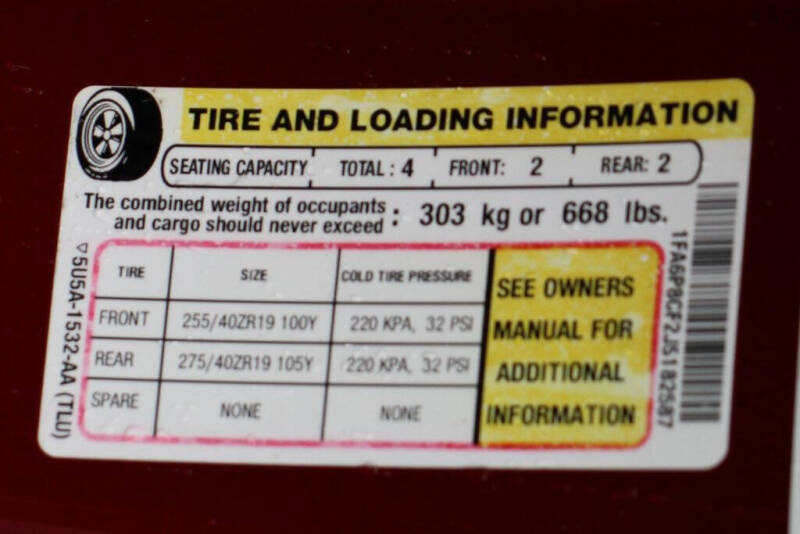 TIRE AND LOADING INFORMATION
SEATING CAPACITY TOTAL : 4 FRONT: 2 REAR: 2
The combined weight of occupants
and cargo should never exceed : 303 kg or 668 lbs.
TIRE SIZE COLD TIRE PRESSURE
FRONT 255/40ZR19 100Y 220 KPA, 32 PSI
REAR 275/40ZR19 105Y 220 KPA, 32 PSI
SPARE NONE NONE
SEE OWNERS
MANUAL FOR
ADDITIONAL
INFORMATION
5U5A-1532-AA (TLU)
1FA6P8CF2J5182587